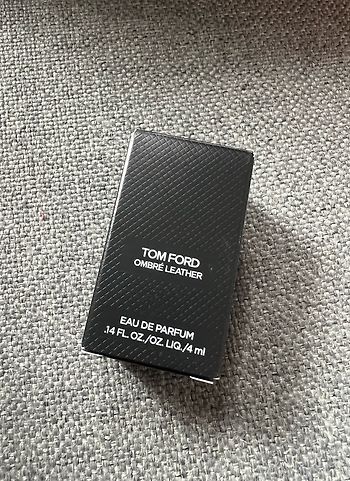 TOM FORD
OMBRÉ LEATHER
EAU DE PARFUM
.14 FL. OZ./OZ. LIQ./4 ml